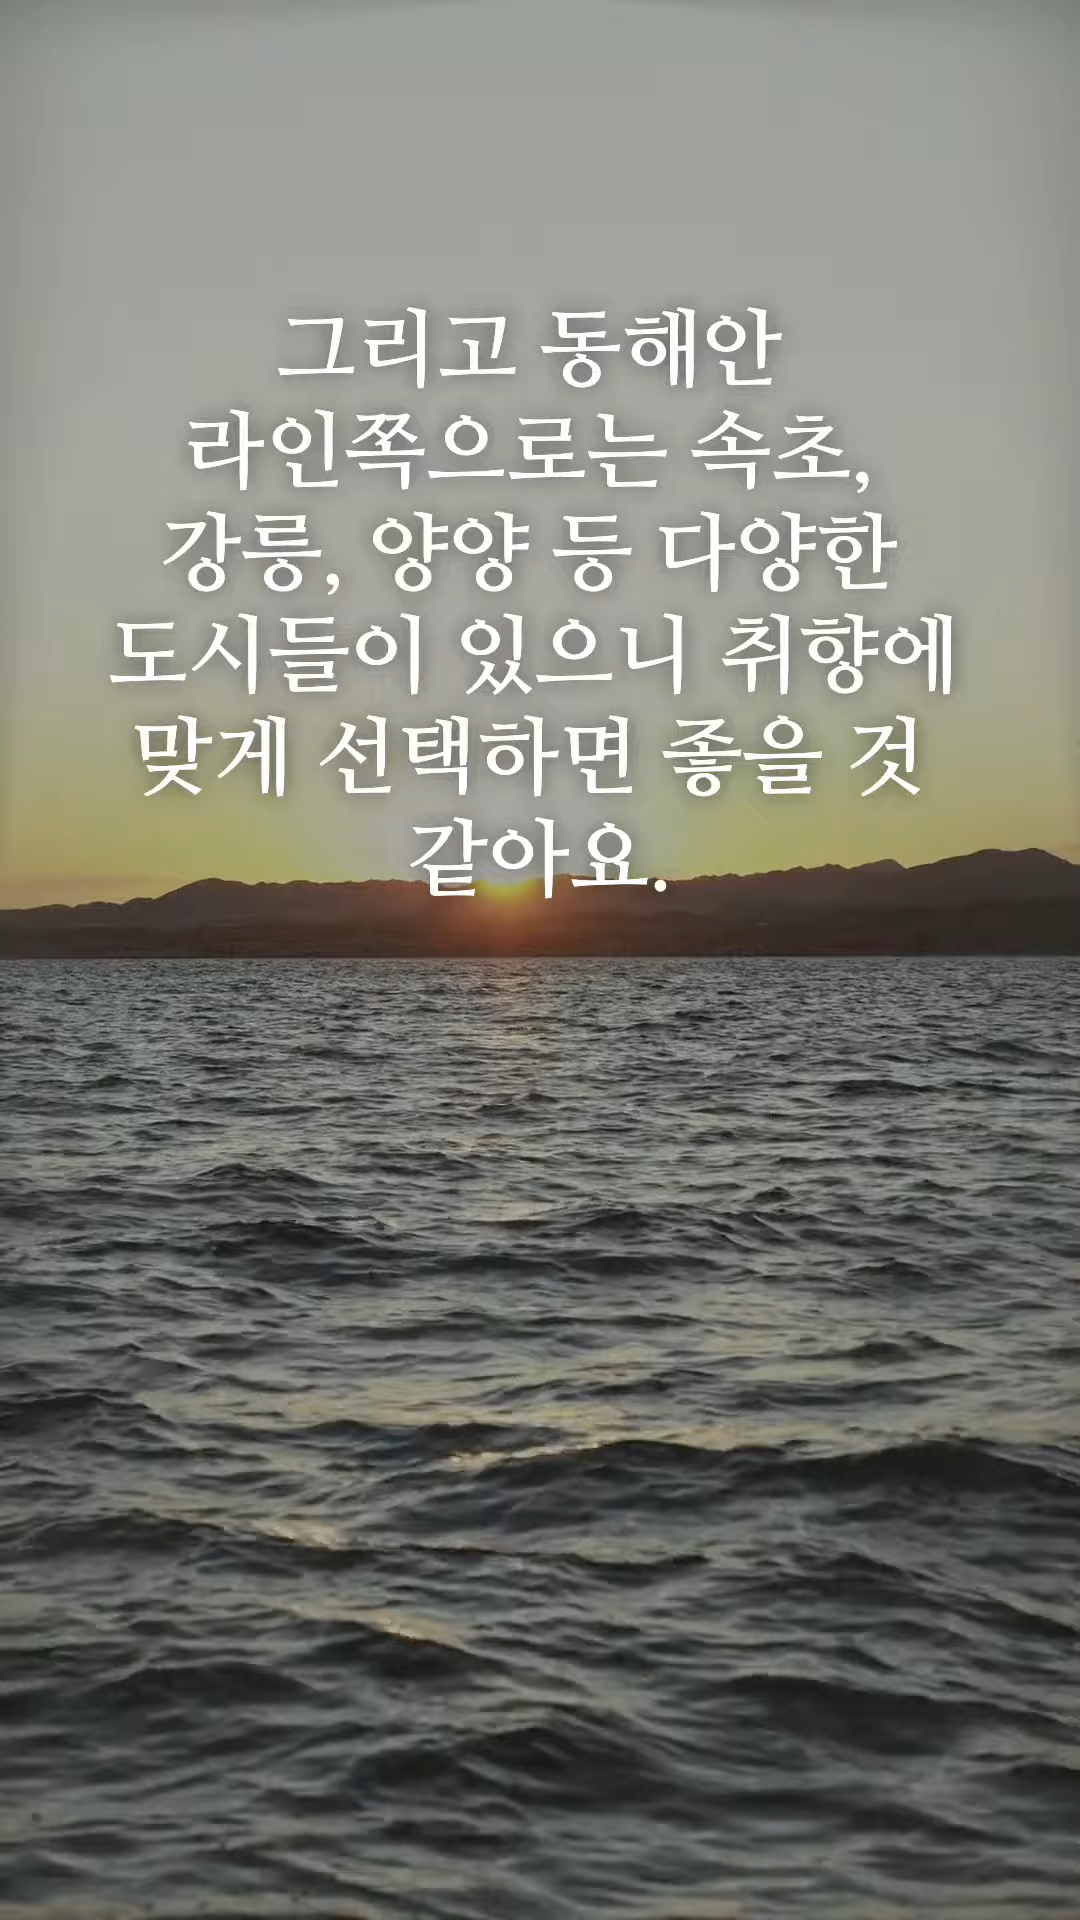 그리고 동해안
라인쪽으로는 속초,
강릉, 양양 등 다양한
도시들이 있으니 취향에
맞게 선택하면 좋을 것
같아요.